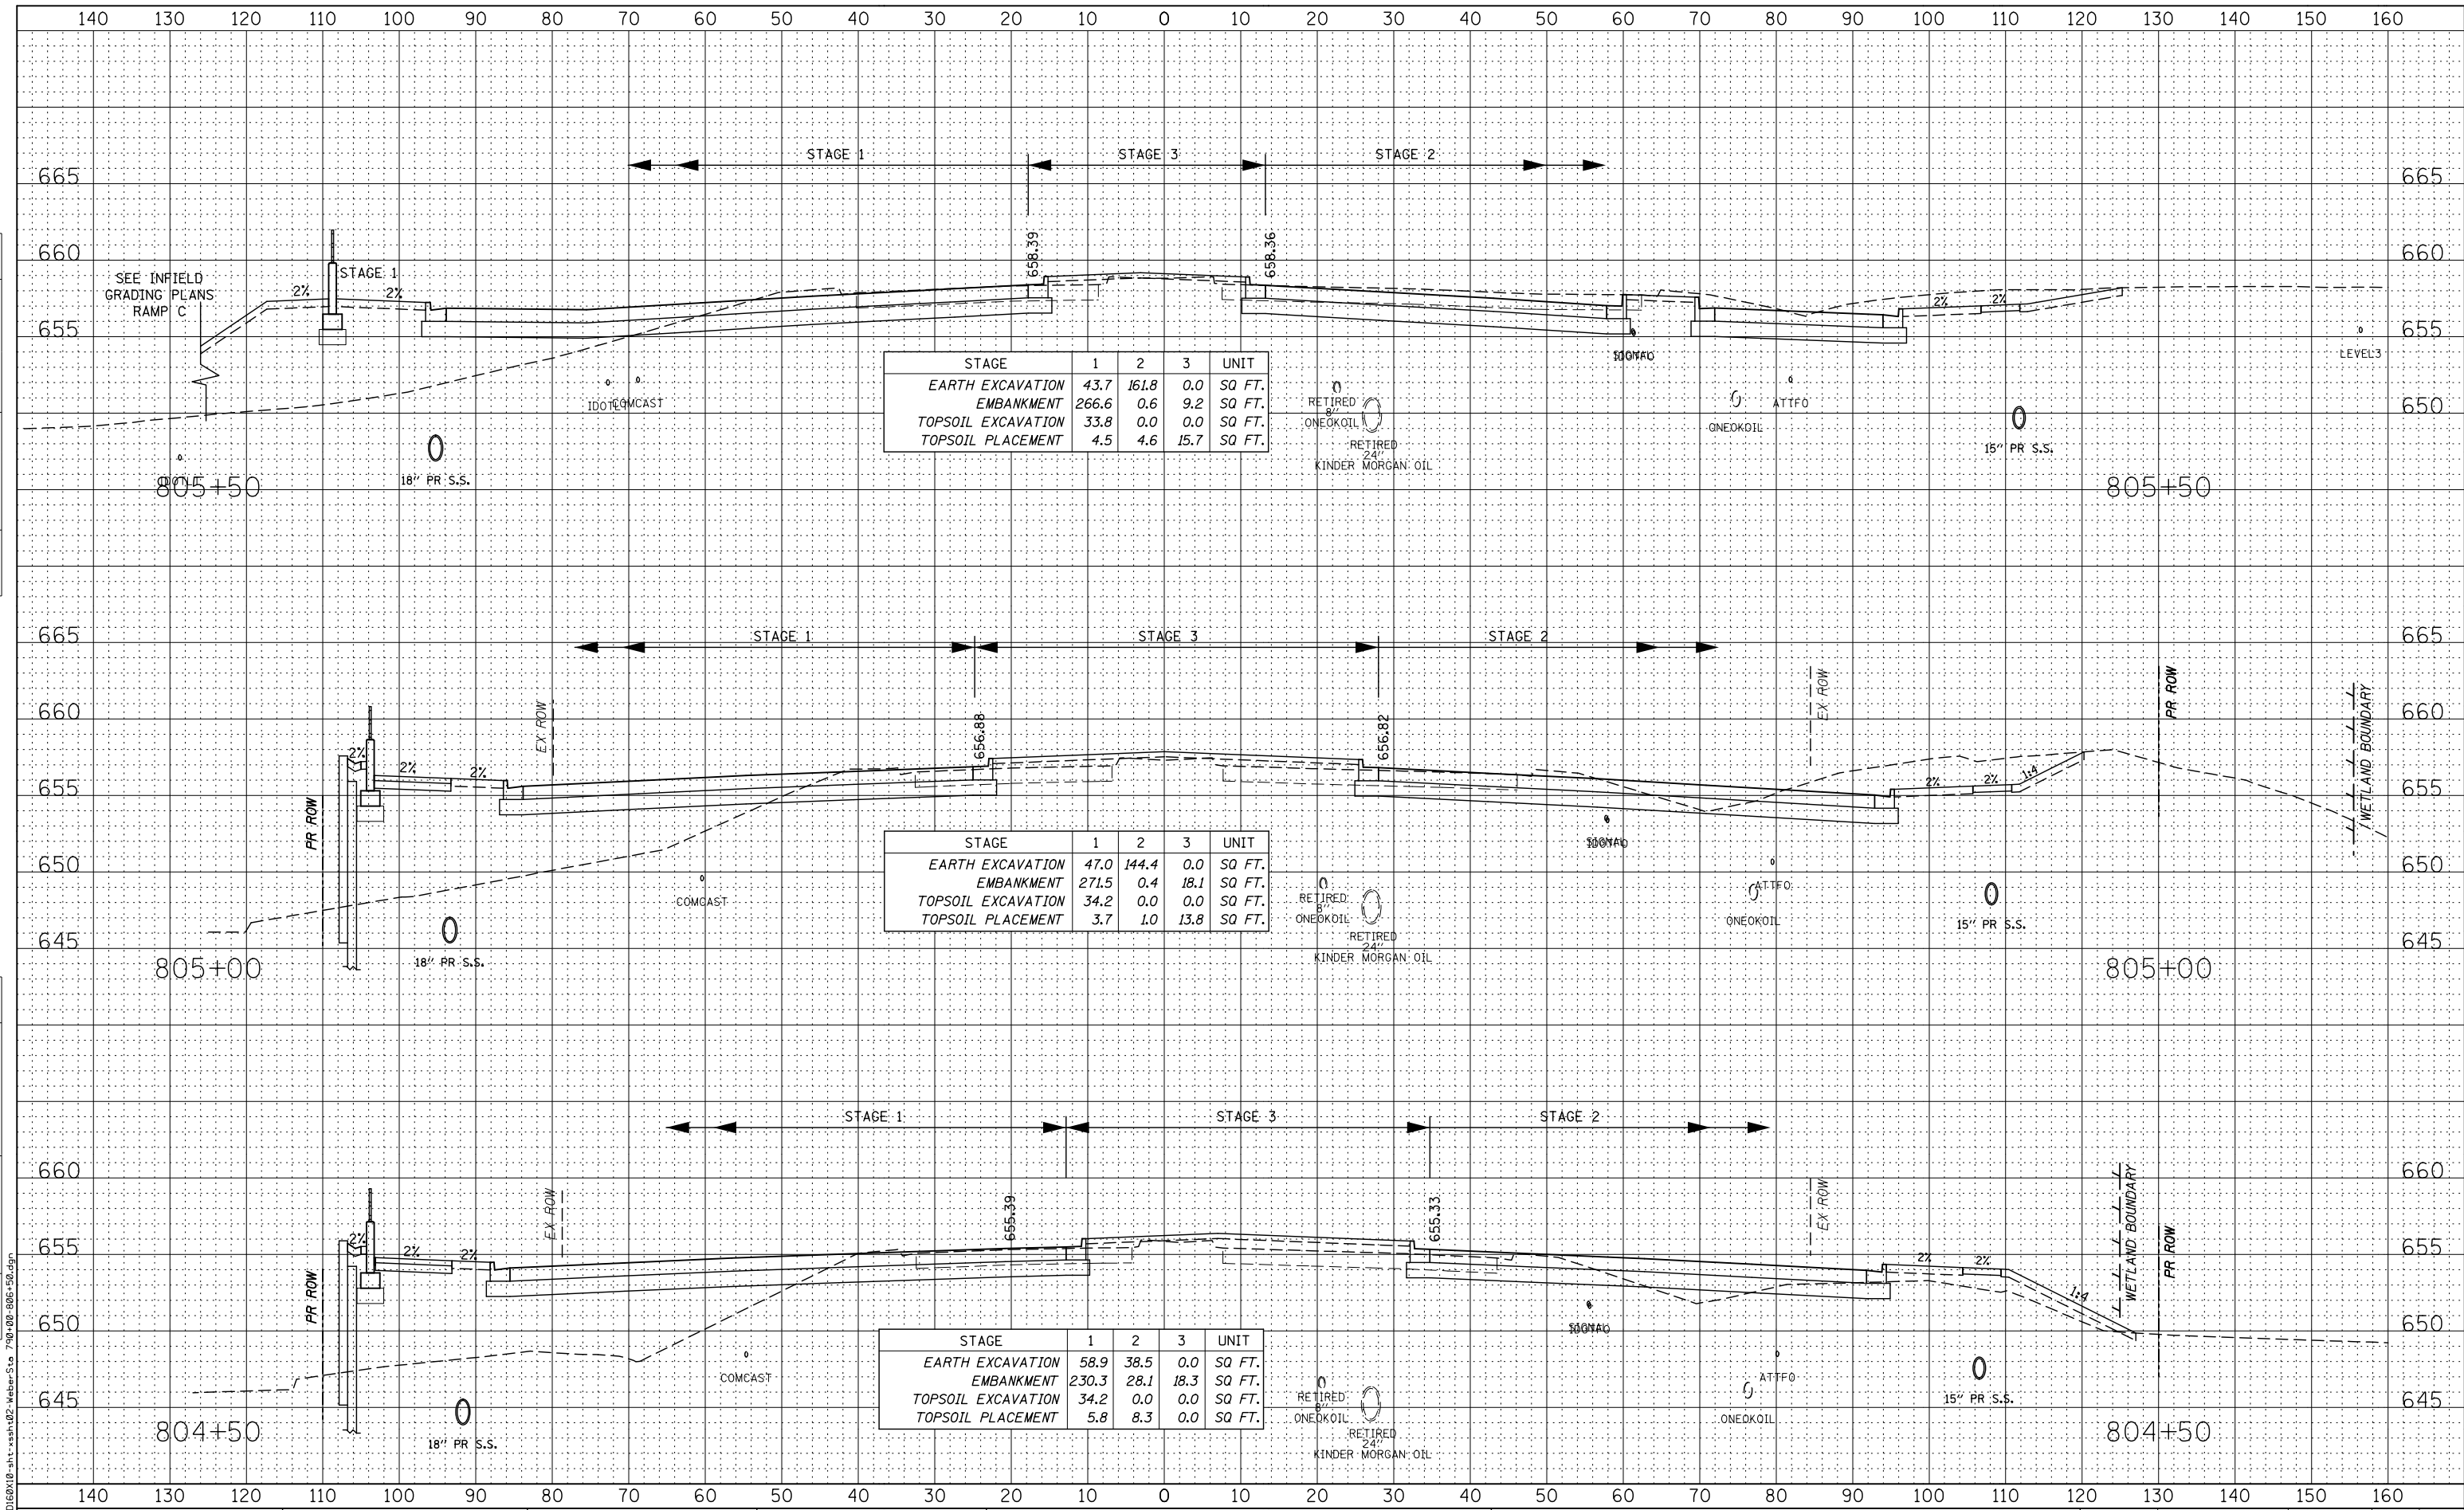 140 130 120 110 100 90 80 70 60 50 40 30 20 10 0 10 20 30 40 50 60 70 80 90 100 110 120 130 140 150 160
STAGE 1 STAGE 3 STAGE 2
665 665
660 658.39 658.36 660
SEE INFIELD
GRADING PLANS
RAMP C
STAGE 1
2% 2% 2% 2%
655 655
LEVEL3
STAGE 1 2 3 UNIT
EARTH EXCAVATION 43.7 161.8 0.0 SQ FT.
EMBANKMENT 266.6 0.6 9.2 SQ FT.
TOPSOIL EXCAVATION 33.8 0.0 0.0 SQ FT.
TOPSOIL PLACEMENT 4.5 4.6 15.7 SQ FT.
COMCAST
RETIRED
8"
ONEOKOIL
RETIRED
24"
KINDER MORGAN OIL
SIGNAL
IDOTFO
ATTFO
ONEOKOIL
650
18" PR S.S.
15" PR S.S.
805+50 805+50
STAGE 1 STAGE 3 STAGE 2
665 665
660 EX ROW 656.88 656.82 EX ROW PR ROW WETLAND BOUNDARY 660
2% 2% 2% 2% 2% 1:4
655 655
PR ROW
STAGE 1 2 3 UNIT
EARTH EXCAVATION 47.0 144.4 0.0 SQ FT.
EMBANKMENT 271.5 0.4 18.1 SQ FT.
TOPSOIL EXCAVATION 34.2 0.0 0.0 SQ FT.
TOPSOIL PLACEMENT 3.7 1.0 13.8 SQ FT.
SIGNAL
IDOTFO
650 650
COMCAST
RETIRED
8"
ONEOKOIL
RETIRED
24"
KINDER MORGAN OIL
ATTFO
ONEOKOIL
645 645
18" PR S.S.
15" PR S.S.
805+00 805+00
STAGE 1 STAGE 3 STAGE 2
660 660
EX ROW 655.39 655.33 EX ROW WETLAND BOUNDARY PR ROW
2% 2% 2% 2% 2% 1:4
655 655
PR ROW
650 650
SIGNAL
IDOTFO
STAGE 1 2 3 UNIT
EARTH EXCAVATION 58.9 38.5 0.0 SQ FT.
EMBANKMENT 230.3 28.1 18.3 SQ FT.
TOPSOIL EXCAVATION 34.2 0.0 0.0 SQ FT.
TOPSOIL PLACEMENT 5.8 8.3 0.0 SQ FT.
COMCAST
RETIRED
8"
ONEOKOIL
RETIRED
24"
KINDER MORGAN OIL
ATTFO
ONEOKOIL
645 645
18" PR S.S.
15" PR S.S.
804+50 804+50
D160X10-sht-xssht02-WeberSta 790+00-806+50.dgn
140 130 120 110 100 90 80 70 60 50 40 30 20 10 0 10 20 30 40 50 60 70 80 90 100 110 120 130 140 150 160